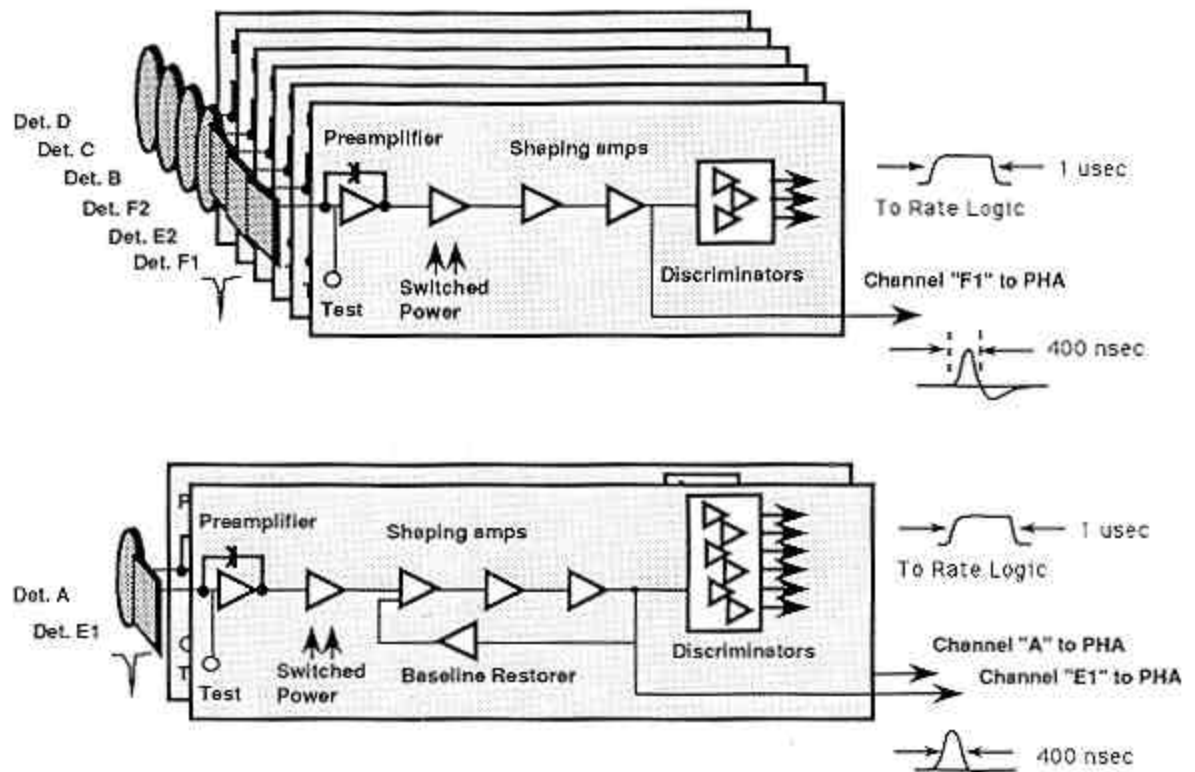 Det. D
Det. C
Det. B
Det. F2
Det. E2
Det. F1
Preamplifier
Shaping amps
Test
Switched
Power
Discriminators
1 usec
To Rate Logic
Channel "F1" to PHA
400 nsec
Det. A
Det. E1
P
Preamplifier
Shaping amps
T
Test
Switched
Power
Baseline Restorer
Discriminators
1 usec
To Rate Logic
Channel "A" to PHA
Channel "E1" to PHA
400 nsec